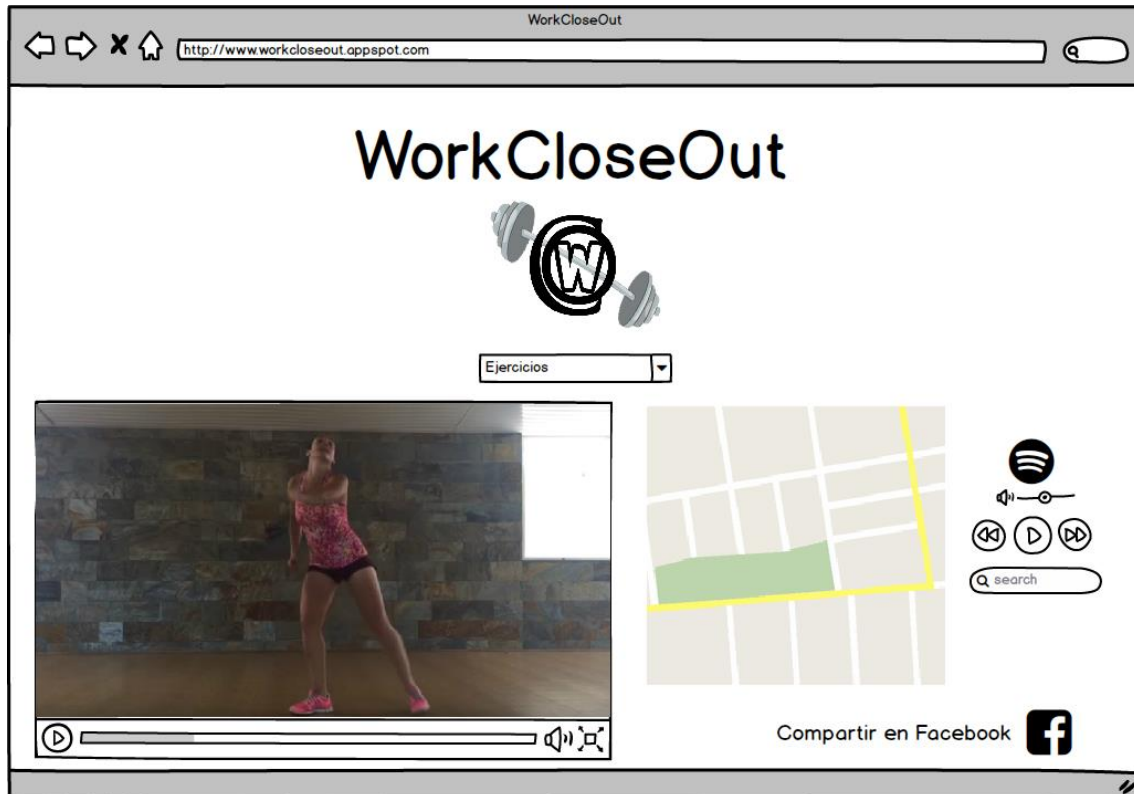 WorkCloseOut
http://www.workcloseout.appspot.com
WorkCloseOut
C W
Ejercicios
search
Compartir en Facebook